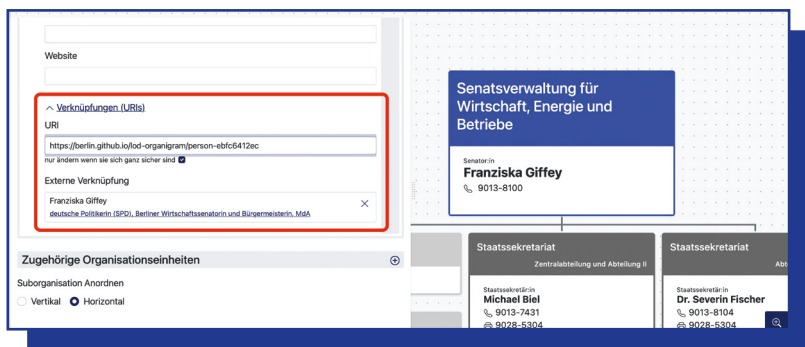 Website
Verknüpfungen (URIs)
URI
https://berlin.github.io/lod-organigram/person-ebfc6412ec
nur ändern wenn sie sich ganz sicher sind
Externe Verknüpfung
Franziska Giffey
deutsche Politikerin (SPD), Berliner Wirtschaftssenatorin und Bürgermeisterin, MdA
Zugehörige Organisationseinheiten
Suborganisation Anordnen
Vertikal Horizontal
Senatsverwaltung für
Wirtschaft, Energie und
Betriebe
Senator:in
Franziska Giffey
9013-8100
Staatssekretariat
Zentralabteilung und Abteilung II
Staatssekretär:in
Michael Biel
9013-7431
9028-5304
Staatssekretariat
Abt
Staatssekretär:in
Dr. Severin Fischer
9013-8104
9028-5304